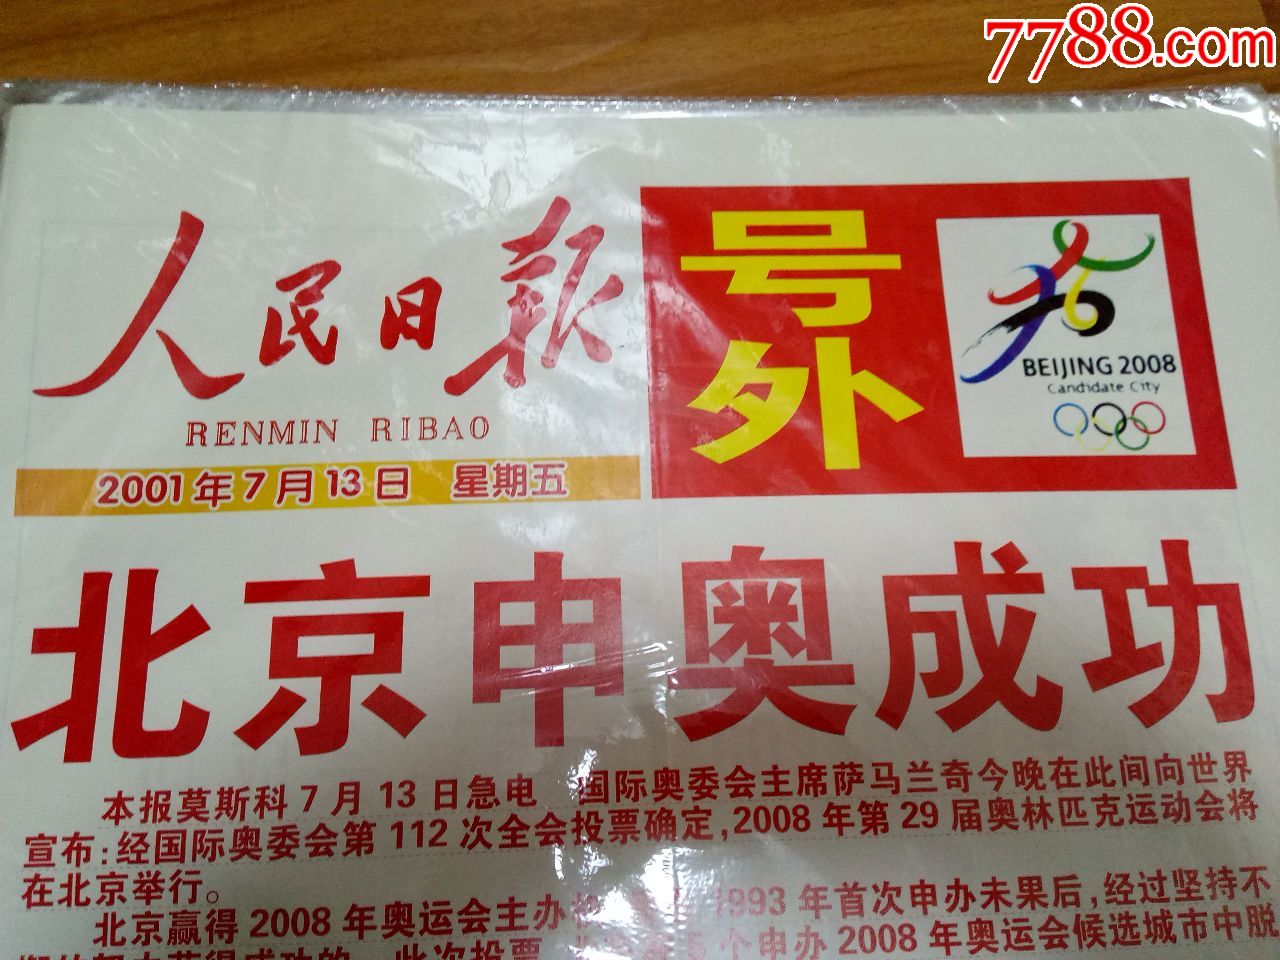 7788.com
人民日报
RENMIN RIBAO
2001年7月13日 星期五
号外
BEIJING 2008
Candidate City
北京申奥成功
本报莫斯科7月13日急电 国际奥委会主席萨马兰奇今晚在此间向世界
宣布:经国际奥委会第112次全会投票确定,2008年第29届奥林匹克运动会将
在北京举行。
北京赢得2008年奥运会主办 1993年首次申办未果后,经过坚持不
此次投票 5个申办2008年奥运会候选城市中脱